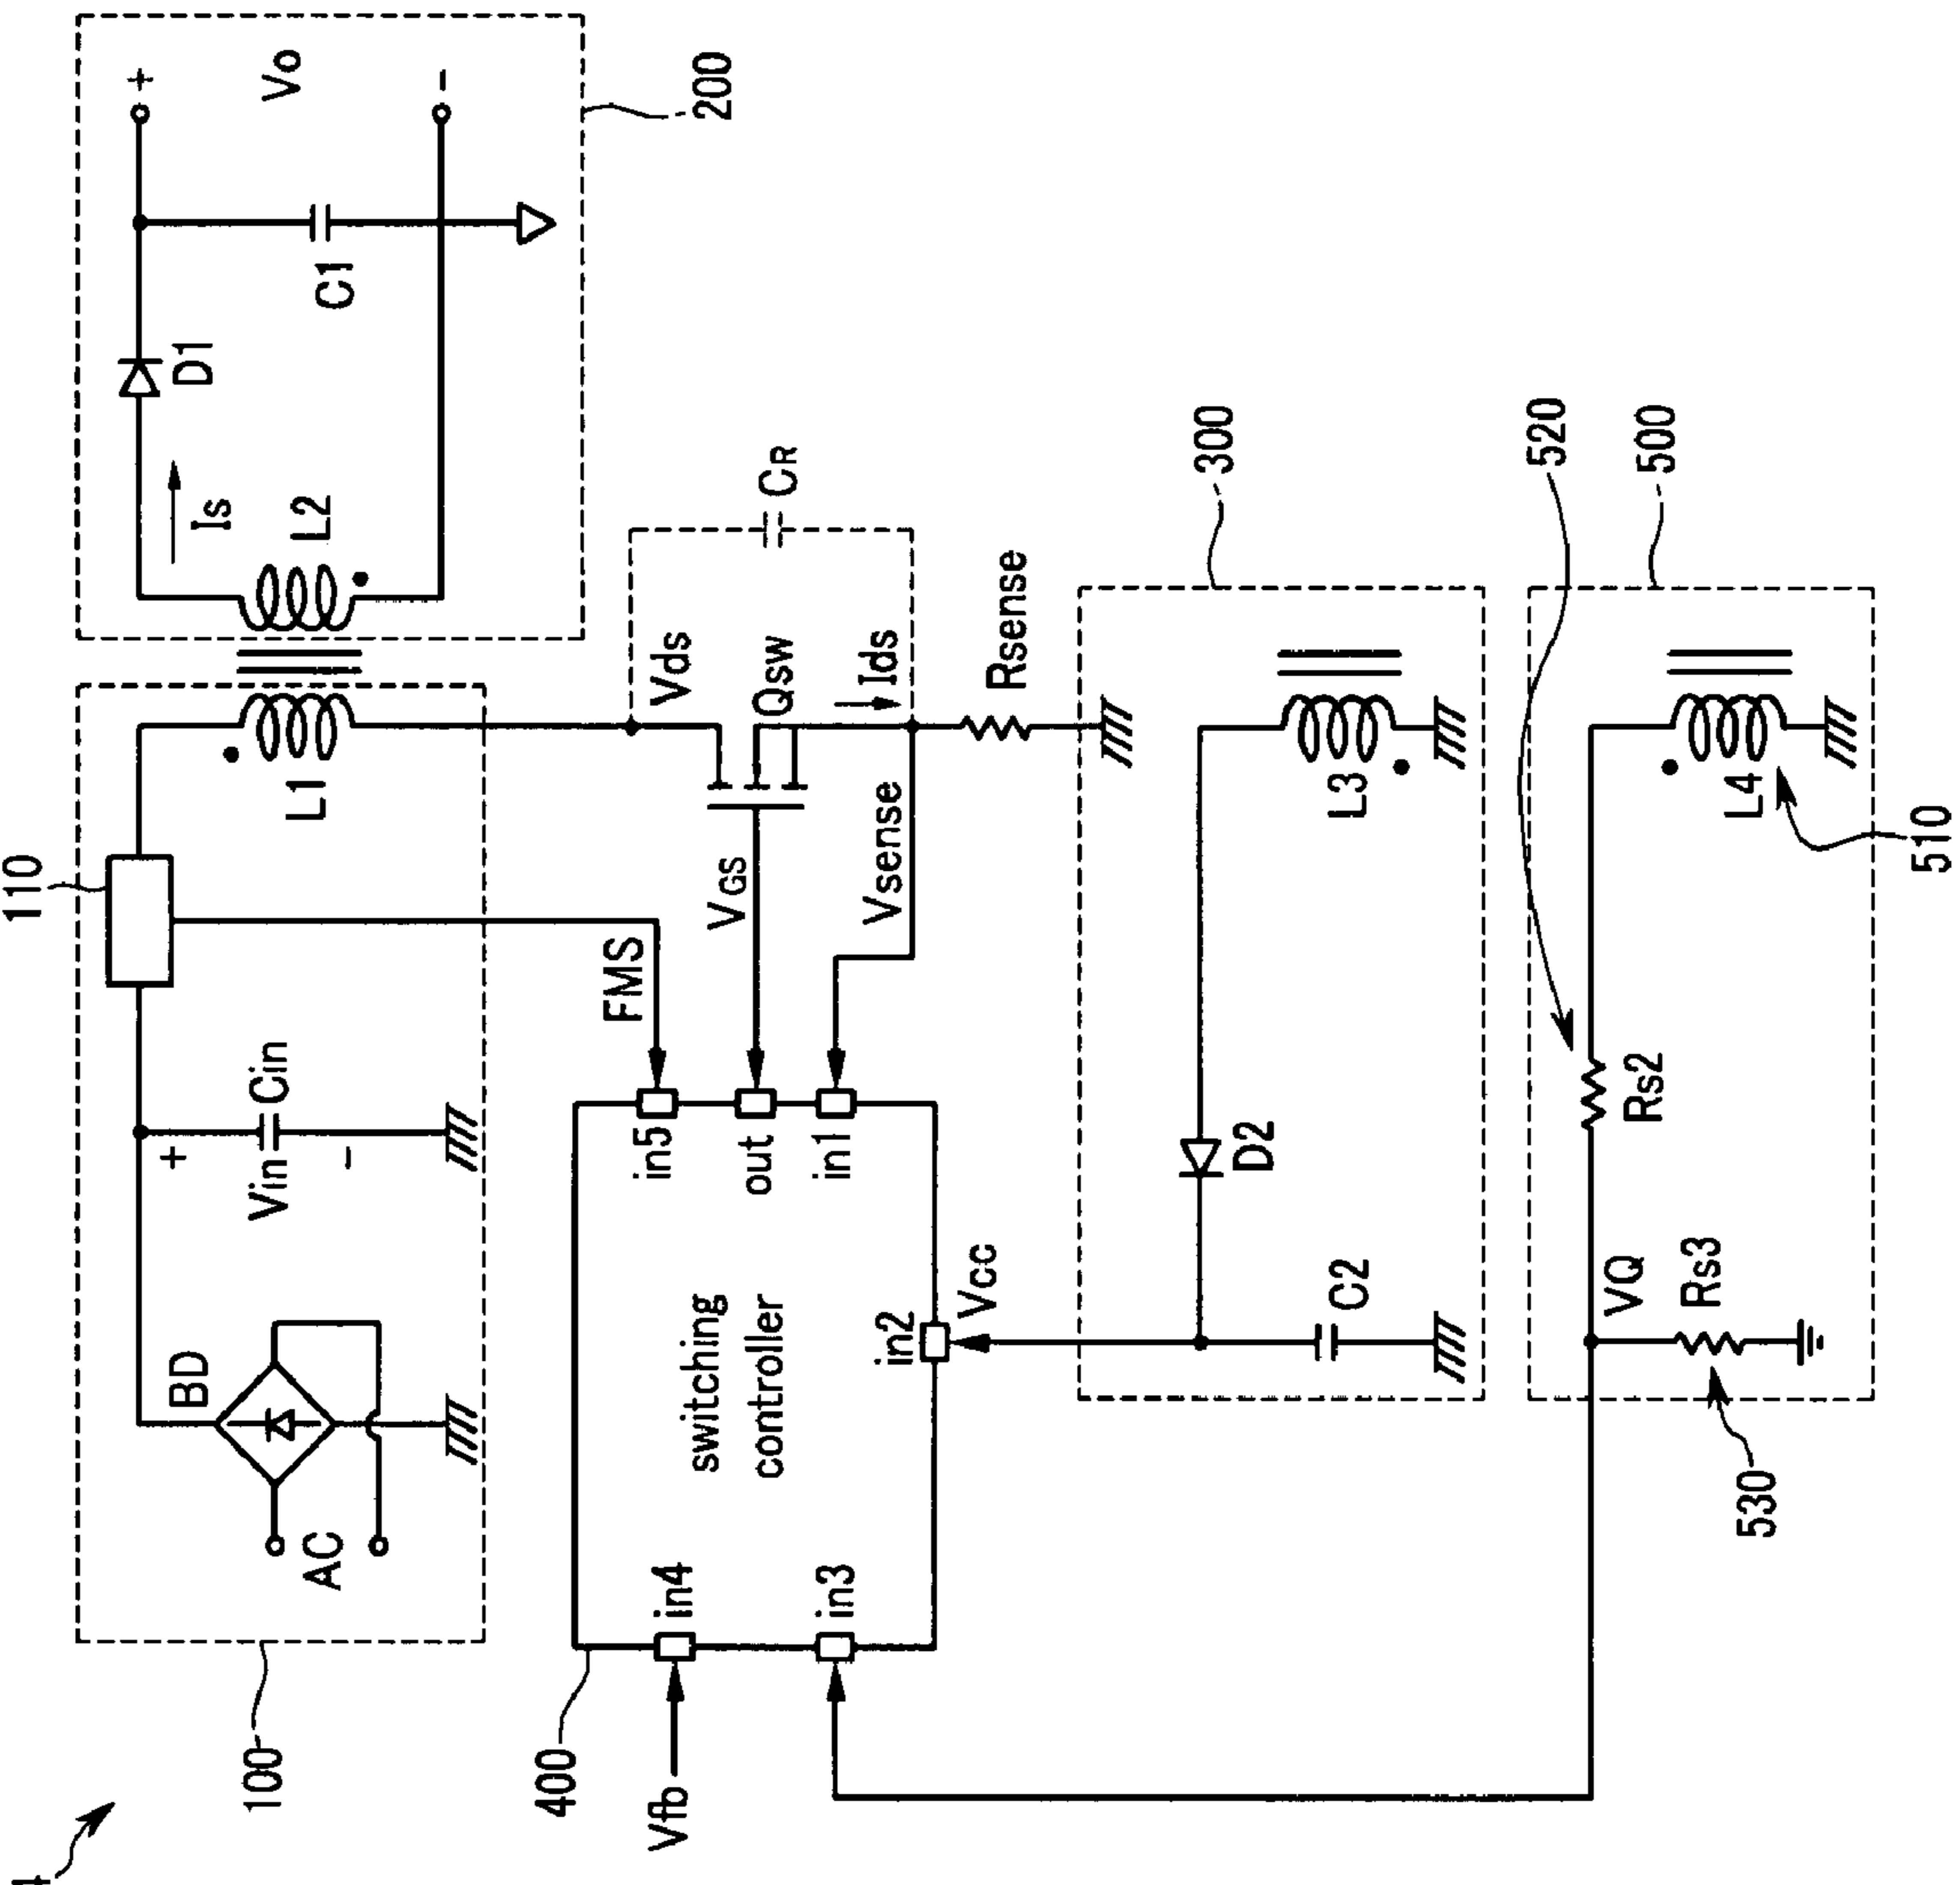 110
100
BD
AC
+
Vin
Cin
-
L1
L2
Is
D1
C1
+
Vo
-
200
400
switching
controller
in5
out
in1
in2
in3
in4
Vfb
FMS
VGS
Vsense
Vds
Qsw
Ids
CR
Rsense
Vcc
300
D2
C2
L3
500
520
510
530
L4
Rs2
VQ
Rs3